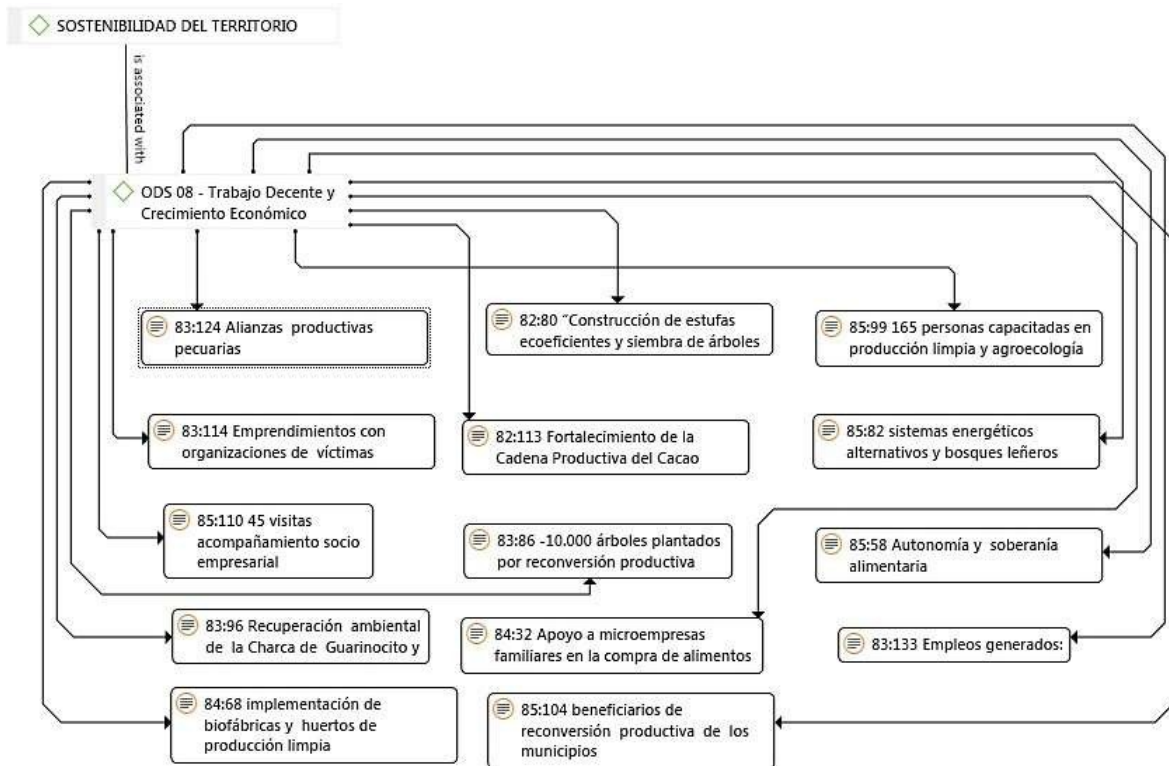 SOSTENIBILIDAD DEL TERRITORIO
is associated with
ODS 08 - Trabajo Decente y
Crecimiento Económico
83:124 Alianzas productivas
pecuarias
82:80 “Construcción de estufas
ecoeficientes y siembra de árboles
85:99 165 personas capacitadas en
producción limpia y agroecología
83:114 Emprendimientos con
organizaciones de víctimas
82:113 Fortalecimiento de la
Cadena Productiva del Cacao
85:82 sistemas energéticos
alternativos y bosques leñeros
85:110 45 visitas
acompañamiento socio
empresarial
83:86 -10.000 árboles plantados
por reconversión productiva
85:58 Autonomía y soberanía
alimentaria
83:96 Recuperación ambiental
de la Charca de Guarinocito y
84:32 Apoyo a microempresas
familiares en la compra de alimentos
83:133 Empleos generados:
84:68 implementación de
biofábricas y huertos de
producción limpia
85:104 beneficiarios de
reconversión productiva de los
municipios